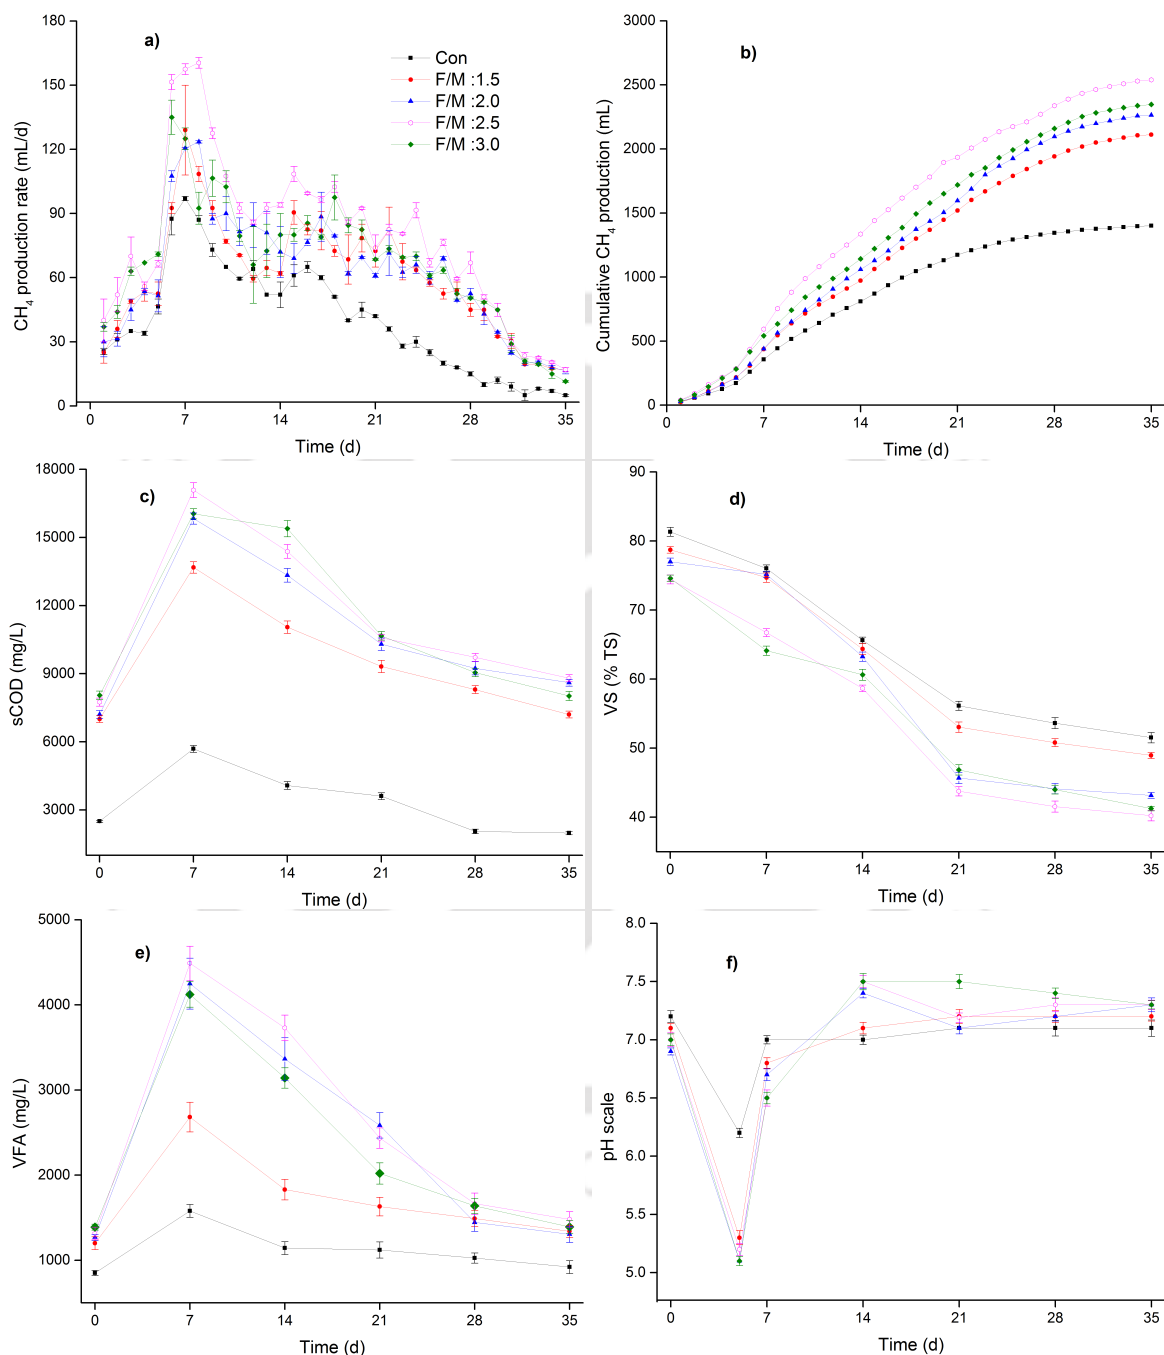 a)
CH4 production rate (mL/d)
180
150
120
90
60
30
0
Con
F/M :1.5
F/M :2.0
F/M :2.5
F/M :3.0
0 7 14 21 28 35
Time (d)
b)
Cumulative CH4 production (mL)
3000
2500
2000
1500
1000
500
0
0 7 14 21 28 35
Time (d)
c)
sCOD (mg/L)
18000
15000
12000
9000
6000
3000
0 7 14 21 28 35
Time (d)
d)
VS (% TS)
90
80
70
60
50
40
0 7 14 21 28 35
Time (d)
e)
VFA (mg/L)
5000
4000
3000
2000
1000
0 7 14 21 28 35
Time (d)
f)
pH scale
8.0
7.5
7.0
6.5
6.0
5.5
5.0
0 7 14 21 28 35
Time (d)